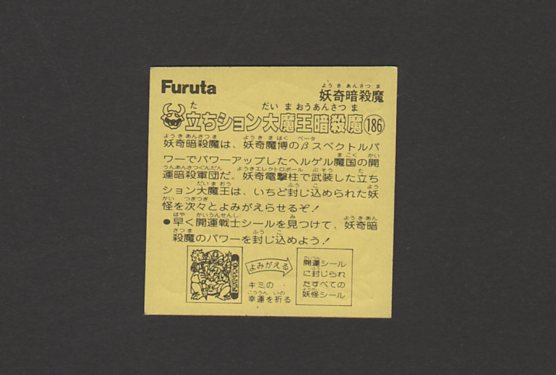 Furuta
妖奇暗殺魔
立ちション大魔王暗殺魔186
妖奇暗殺魔は、妖奇魔博のβスペクトルパ
ワーでパワーアップしたヘルゲル魔国の開
運暗殺軍団だ。妖奇電撃柱で武装した立ち
ション大魔王は、いちど封じ込められた妖
怪を次々とよみがえらせるぞ!
●早く開運戦士シールを見つけて、妖奇暗
殺魔のパワーを封じ込めよう!
よみがえる
キミの
幸運を祈る
開運シール
に封じられ
たすべての
妖怪シール